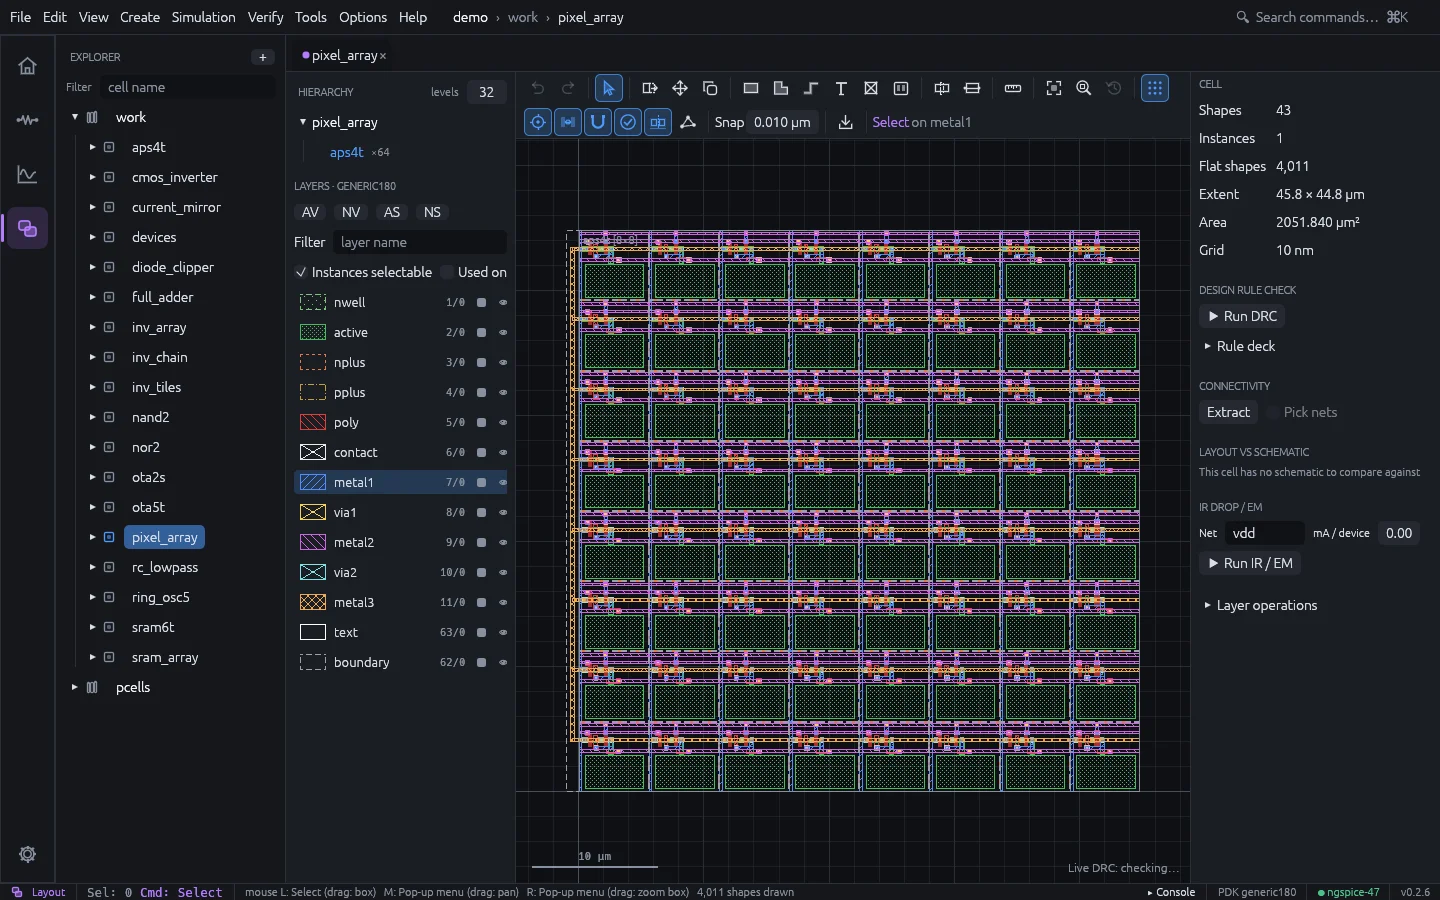 File Edit View Create Simulation Verify Tools Options Help demo › work › pixel_array Search commands... ⌘K
EXPLORER +
Filter cell name
work
aps4t
cmos_inverter
current_mirror
devices
diode_clipper
full_adder
inv_array
inv_chain
inv_tiles
nand2
nor2
ota2s
ota5t
pixel_array
rc_lowpass
ring_osc5
sram6t
sram_array
pcells
pixel_array ×
HIERARCHY levels 32
pixel_array
aps4t ×64
LAYERS · GENERIC180
AV NV AS NS
Filter layer name
Instances selectable Used on
nwell 1/0
active 2/0
nplus 3/0
pplus 4/0
poly 5/0
contact 6/0
metal1 7/0
via1 8/0
metal2 9/0
via2 10/0
metal3 11/0
text 63/0
boundary 62/0
Snap 0.010 µm Select on metal1
10 µm
Live DRC: checking...
CELL
Shapes 43
Instances 1
Flat shapes 4,011
Extent 45.8 × 44.8 µm
Area 2051.840 µm²
Grid 10 nm
DESIGN RULE CHECK
Run DRC
Rule deck
CONNECTIVITY
Extract Pick nets
LAYOUT VS SCHEMATIC
This cell has no schematic to compare against
IR DROP / EM
Net vdd mA / device 0.00
Run IR / EM
Layer operations
Layout Sel: 0 Cmd: Select mouse L: Select (drag: box) M: Pop-up menu (drag: pan) R: Pop-up menu (drag: zoom box) 4,011 shapes drawn Console PDK generic180 ngspice-47 v0.2.6